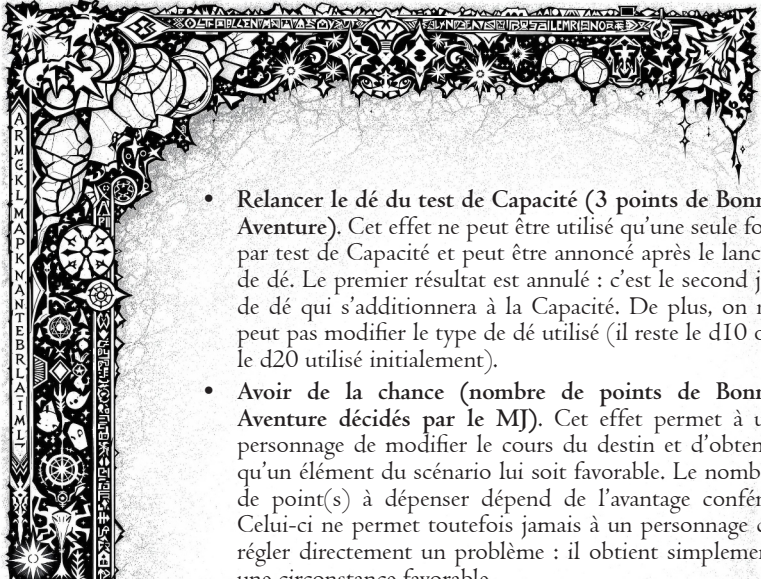 • Relancer le dé du test de Capacité (3 points de Bonn
Aventure). Cet effet ne peut être utilisé qu'une seule fo
par test de Capacité et peut être annoncé après le lanc
de dé. Le premier résultat est annulé : c'est le second j
de dé qui s'additionnera à la Capacité. De plus, on n
peut pas modifier le type de dé utilisé (il reste le d10 o
le d20 utilisé initialement).
• Avoir de la chance (nombre de points de Bonn
Aventure décidés par le MJ). Cet effet permet à u
personnage de modifier le cours du destin et d'obten
qu'un élément du scénario lui soit favorable. Le nomb
de point(s) à dépenser dépend de l'avantage confér
Celui-ci ne permet toutefois jamais à un personnage d
régler directement un problème : il obtient simplemen
une circonstance favorable